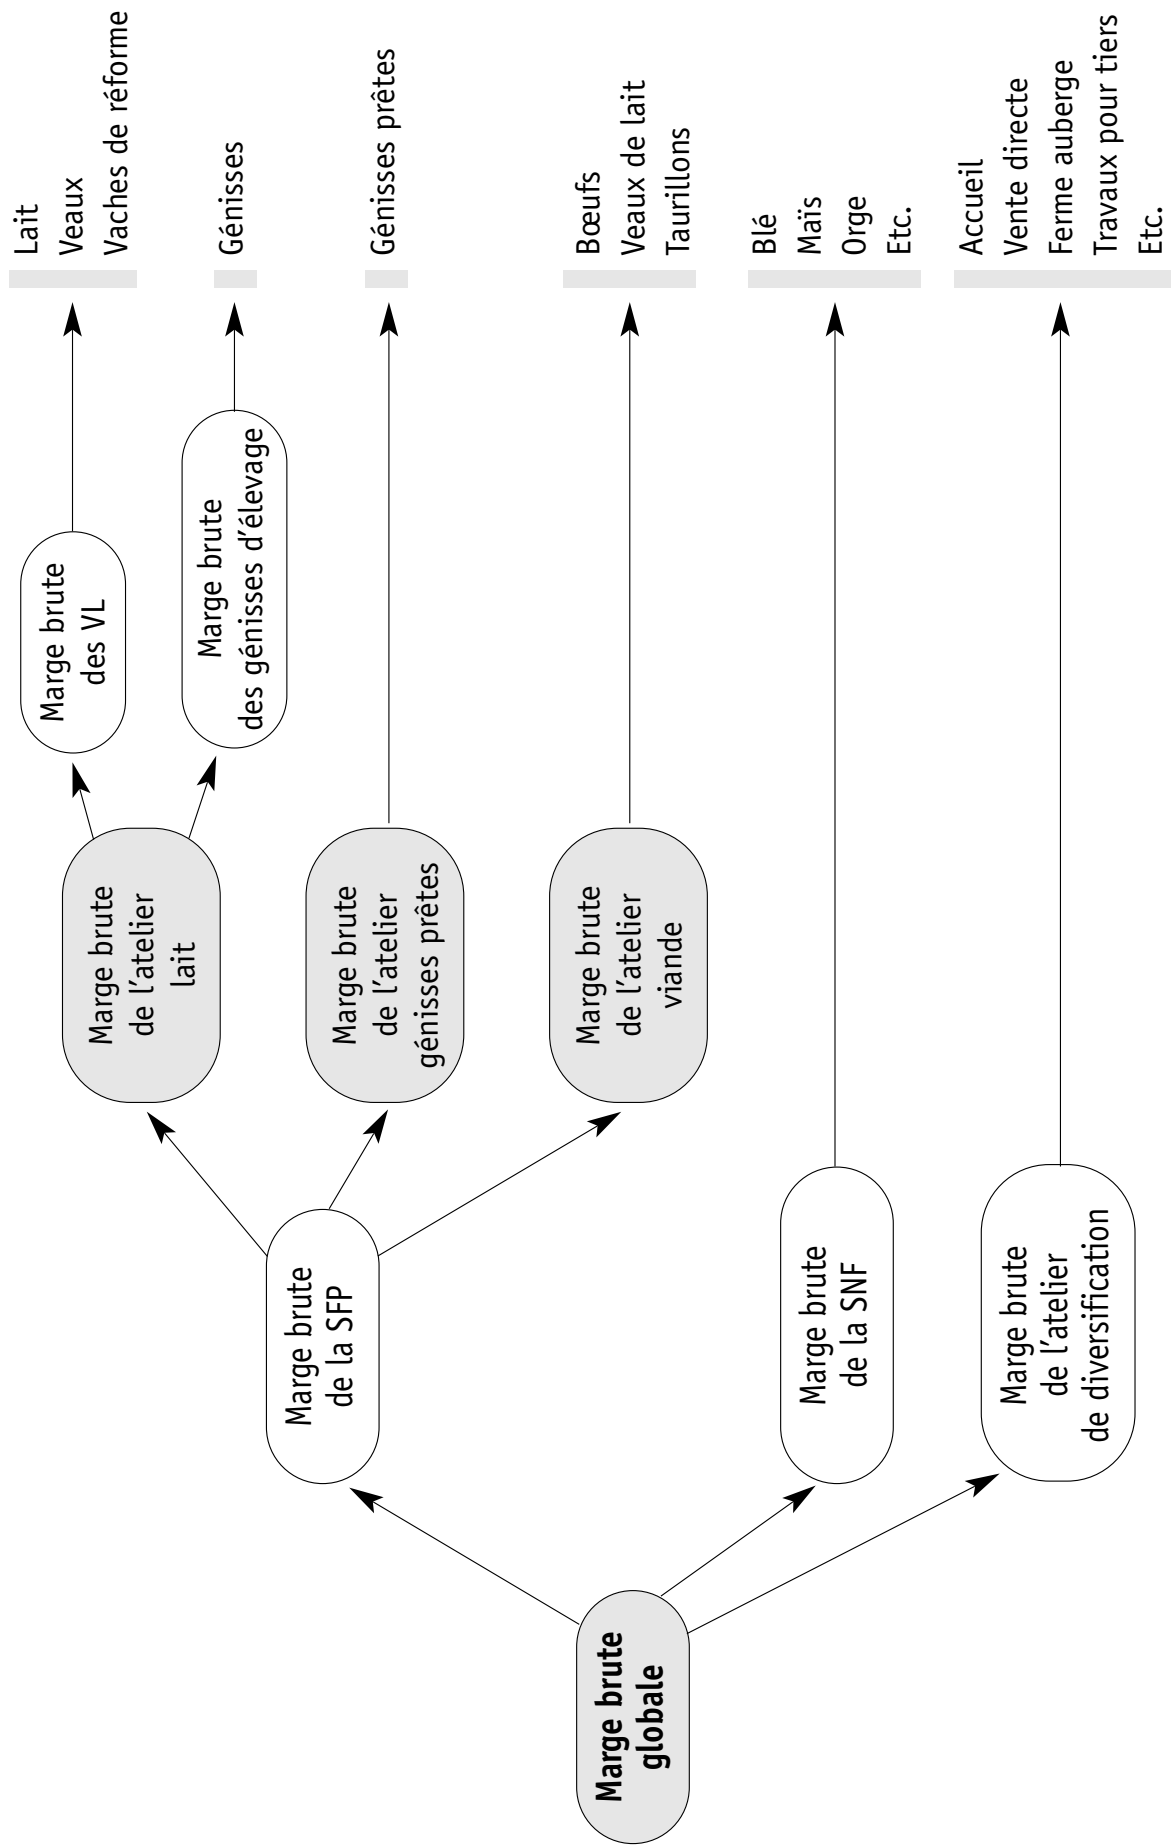 Marge brute
globale
Marge brute
de la SFP
Marge brute
de la SNF
Marge brute
de l'atelier
de diversification
Marge brute
de l'atelier
lait
Marge brute
de l'atelier
génisses prêtes
Marge brute
de l'atelier
viande
Marge brute
des VL
Marge brute
des génisses d'élevage
Lait
Veaux
Vaches de réforme
Génisses
Génisses prêtes
Bœufs
Veaux de lait
Taurillons
Blé
Maïs
Orge
Etc.
Accueil
Vente directe
Ferme auberge
Travaux pour tiers
Etc.